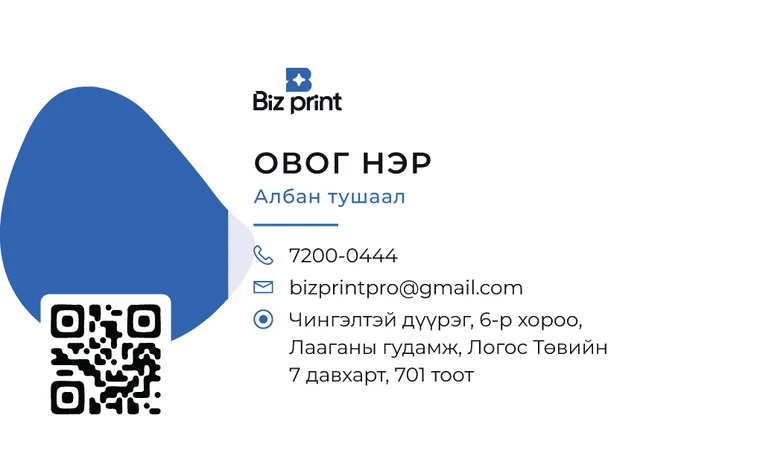 Biz print
ОВОГ НЭР
Албан тушаал
7200-0444
bizprintpro@gmail.com
Чингэлтэй дүүрэг, 6-р хороо,
Лааганы гудамж, Логос Төвийн
7 давхарт, 701 тоот